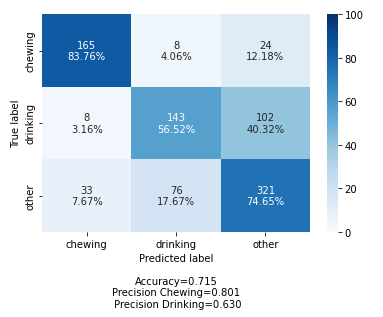 True label
chewing
165
83.76%
8
4.06%
24
12.18%
drinking
8
3.16%
143
56.52%
102
40.32%
other
33
7.67%
76
17.67%
321
74.65%
chewing drinking other
Predicted label
100
80
60
40
20
0
Accuracy=0.715
Precision Chewing=0.801
Precision Drinking=0.630